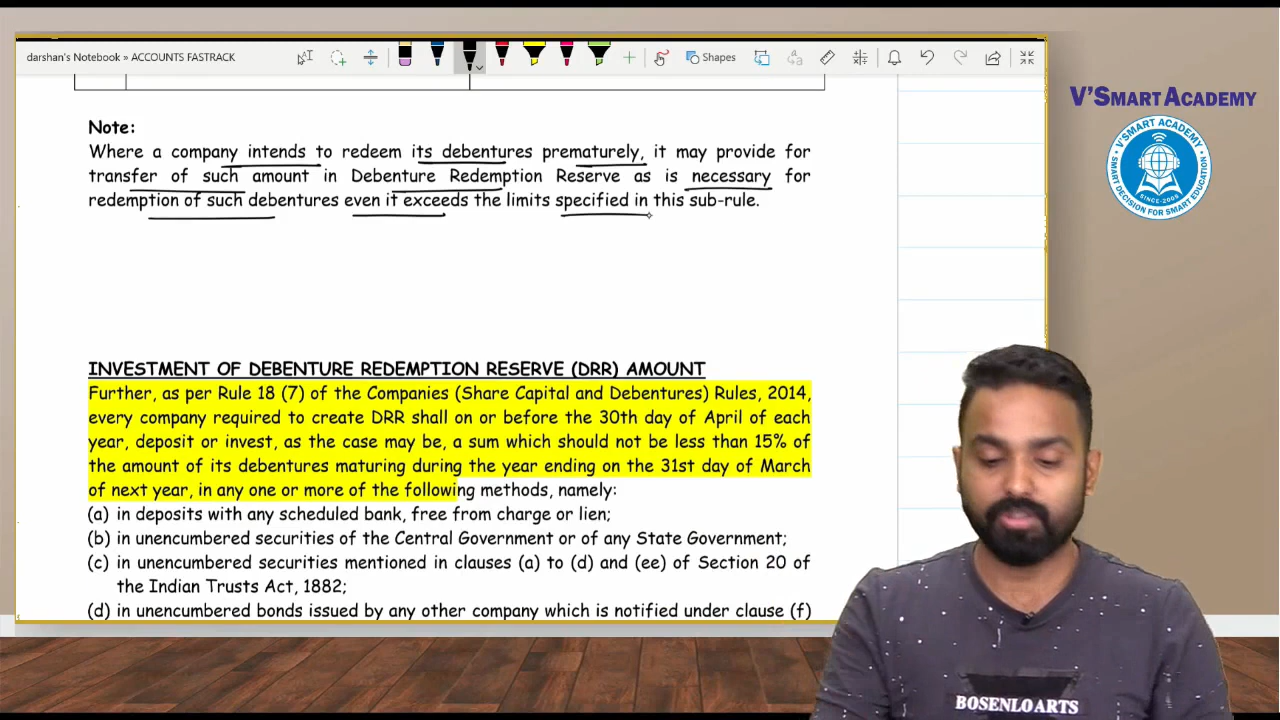 darshan's Notebook » ACCOUNTS FASTRACK
Shapes
V'SMART ACADEMY
V'SMART ACADEMY
SINCE-2005
DECISION FOR SMART GENERATION
Note:
Where a company intends to redeem its debentures prematurely, it may provide for
transfer of such amount in Debenture Redemption Reserve as is necessary for
redemption of such debentures even it exceeds the limits specified in this sub-rule.
INVESTMENT OF DEBENTURE REDEMPTION RESERVE (DRR) AMOUNT
Further, as per Rule 18 (7) of the Companies (Share Capital and Debentures) Rules, 2014,
every company required to create DRR shall on or before the 30th day of April of each
year, deposit or invest, as the case may be, a sum which should not be less than 15% of
the amount of its debentures maturing during the year ending on the 31st day of March
of next year, in any one or more of the following methods, namely:
(a) in deposits with any scheduled bank, free from charge or lien;
(b) in unencumbered securities of the Central Government or of any State Government;
(c) in unencumbered securities mentioned in clauses (a) to (d) and (ee) of Section 20 of
the Indian Trusts Act, 1882;
(d) in unencumbered bonds issued by any other company which is notified under clause (f)
BOSENLOARTS